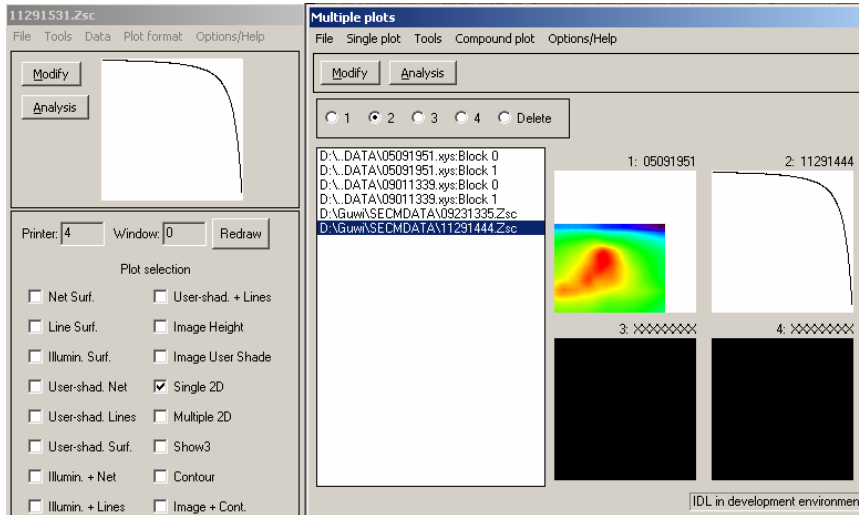 11291531.Zsc
File Tools Data Plot format Options/Help
Modify
Analysis
Printer: 4 Window: 0 Redraw
Plot selection
Net Surf. User-shad. + Lines
Line Surf. Image Height
Illumin. Surf. Image User Shade
User-shad. Net Single 2D
User-shad. Lines Multiple 2D
User-shad. Surf. Show3
Illumin. + Net Contour
Illumin. + Lines Image + Cont.
Multiple plots
File Single plot Tools Compound plot Options/Help
Modify Analysis
1 2 3 4 Delete
D:\..DATA\05091951.xys:Block 0
D:\..DATA\05091951.xys:Block 1
D:\..DATA\09011339.xys:Block 0
D:\..DATA\09011339.xys:Block 1
D:\Guwi\SECMDATA\09231335.Zsc
D:\Guwi\SECMDATA\11291444.Zsc
1: 05091951 2: 11291444
3: XXXXXXXX 4: XXXXXXXX
IDL in development environmen